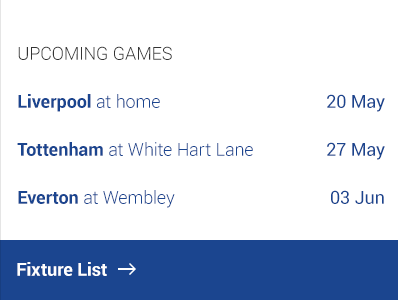 UPCOMING GAMES
Liverpool at home 20 May
Tottenham at White Hart Lane 27 May
Everton at Wembley 03 Jun
Fixture List →